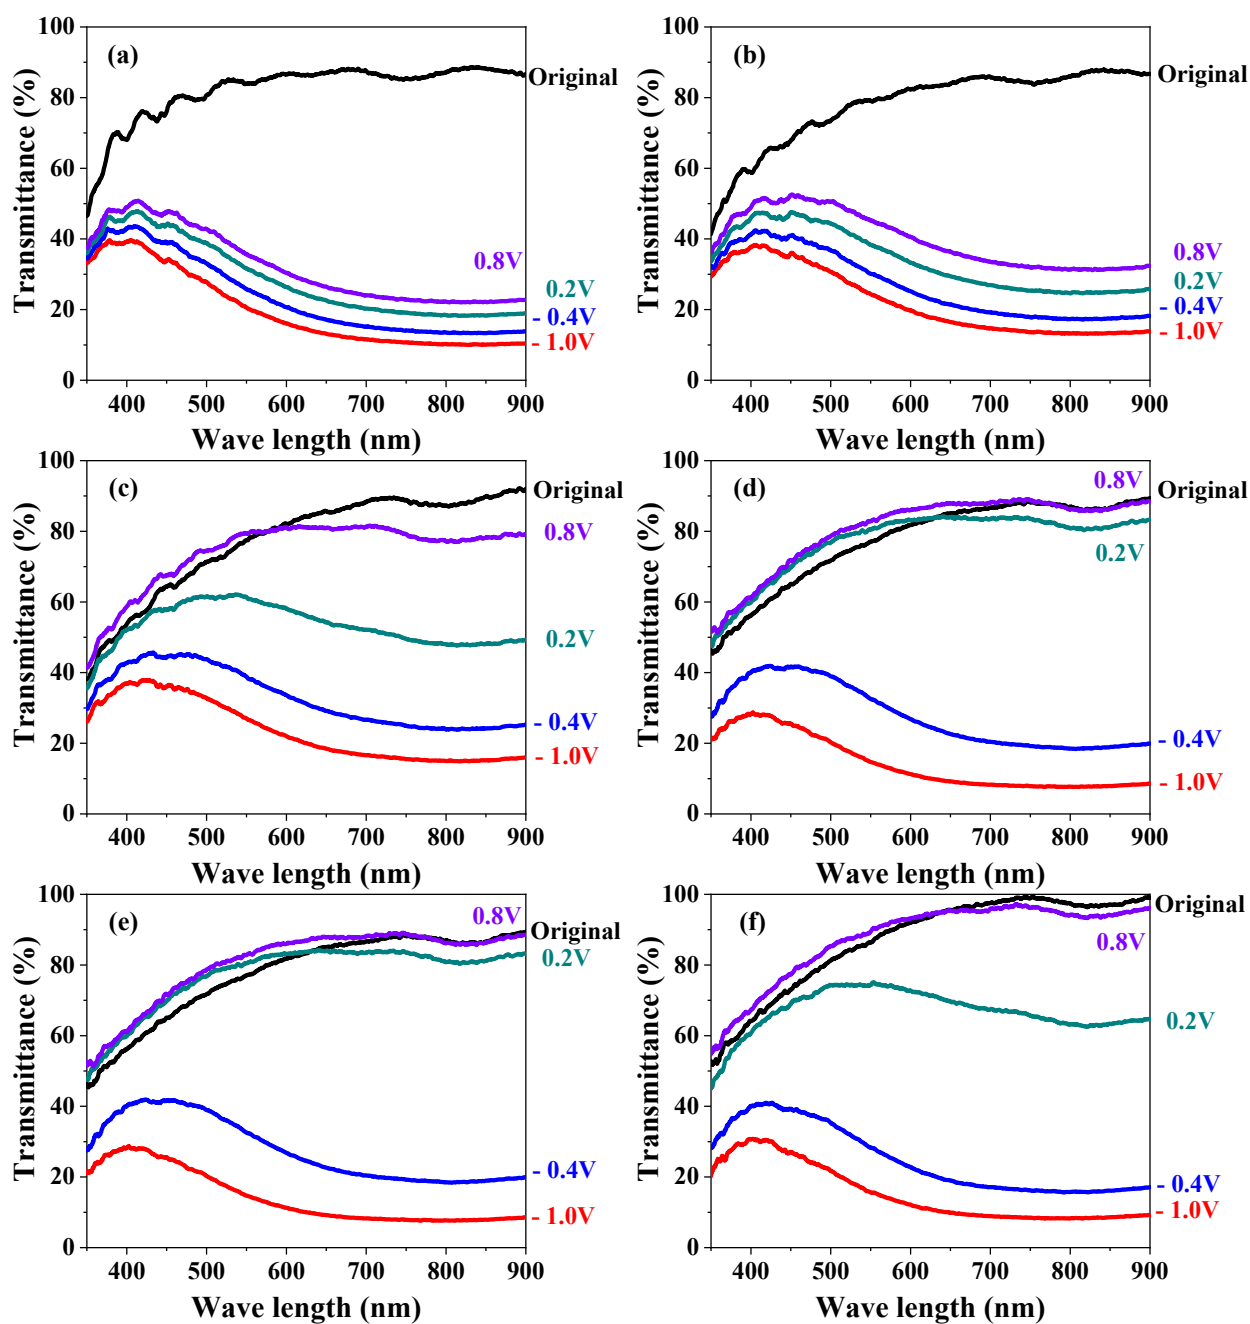 (a)
Transmittance (%)
100
80
60
40
20
0
Original
0.8V
0.2V
- 0.4V
- 1.0V
400 500 600 700 800 900
Wave length (nm)
(b)
Transmittance (%)
100
80
60
40
20
0
Original
0.8V
0.2V
- 0.4V
- 1.0V
400 500 600 700 800 900
Wave length (nm)
(c)
Transmittance (%)
100
80
60
40
20
0
Original
0.8V
0.2V
- 0.4V
- 1.0V
400 500 600 700 800 900
Wave length (nm)
(d)
Transmittance (%)
100
80
60
40
20
0
0.8V
Original
0.2V
- 0.4V
- 1.0V
400 500 600 700 800 900
Wave length (nm)
(e)
Transmittance (%)
100
80
60
40
20
0
0.8V
Original
0.2V
- 0.4V
- 1.0V
400 500 600 700 800 900
Wave length (nm)
(f)
Transmittance (%)
100
80
60
40
20
0
Original
0.8V
0.2V
- 0.4V
- 1.0V
400 500 600 700 800 900
Wave length (nm)